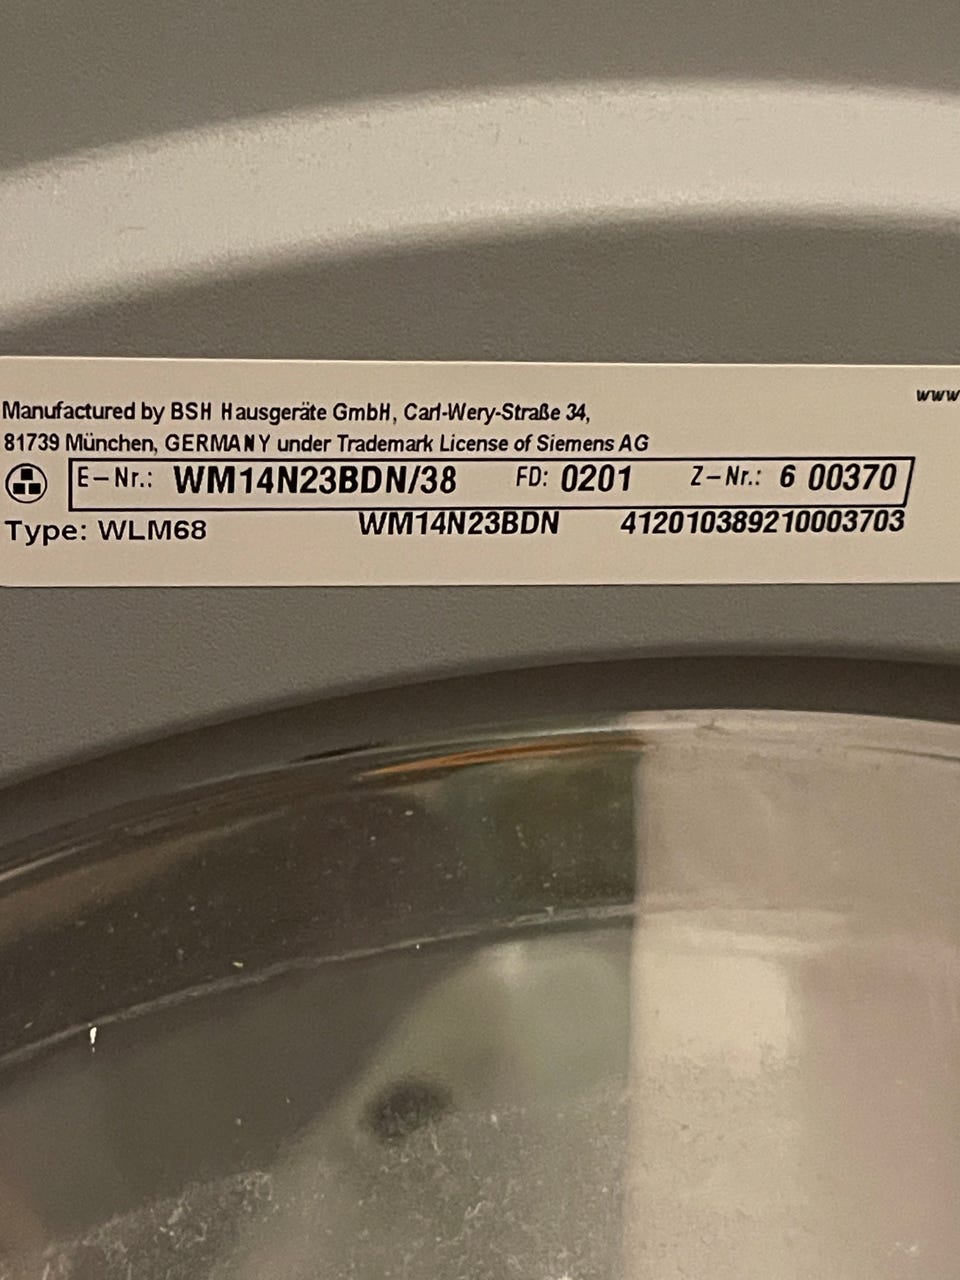 www
Manufactured by BSH Hausgeräte GmbH, Carl-Wery-Straße 34,
81739 München, GERMANY under Trademark License of Siemens AG
E-Nr.: WM14N23BDN/38 FD: 0201 Z-Nr.: 6 00370
Type: WLM68 WM14N23BDN 412010389210003703